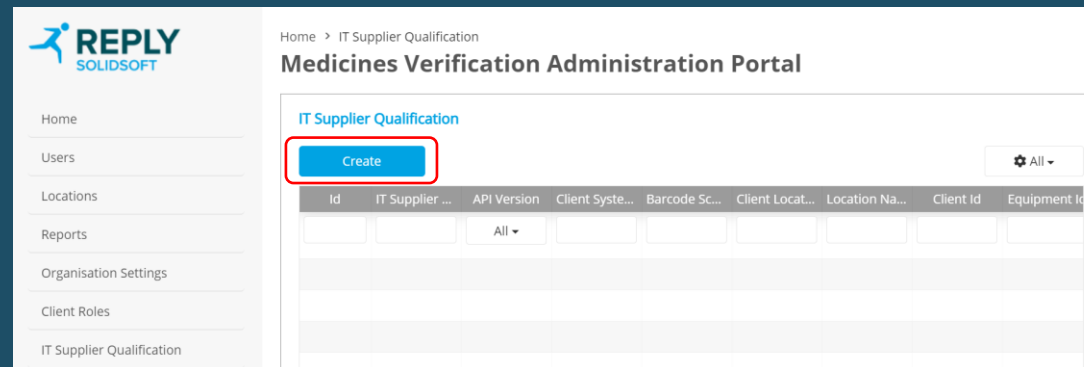 REPLY
SOLIDSOFT
Home
Users
Locations
Reports
Organisation Settings
Client Roles
IT Supplier Qualification
Home > IT Supplier Qualification
Medicines Verification Administration Portal
IT Supplier Qualification
Create
All
Id IT Supplier ... API Version Client Syste... Barcode Sc... Client Locat... Location Na... Client Id Equipment Id
All